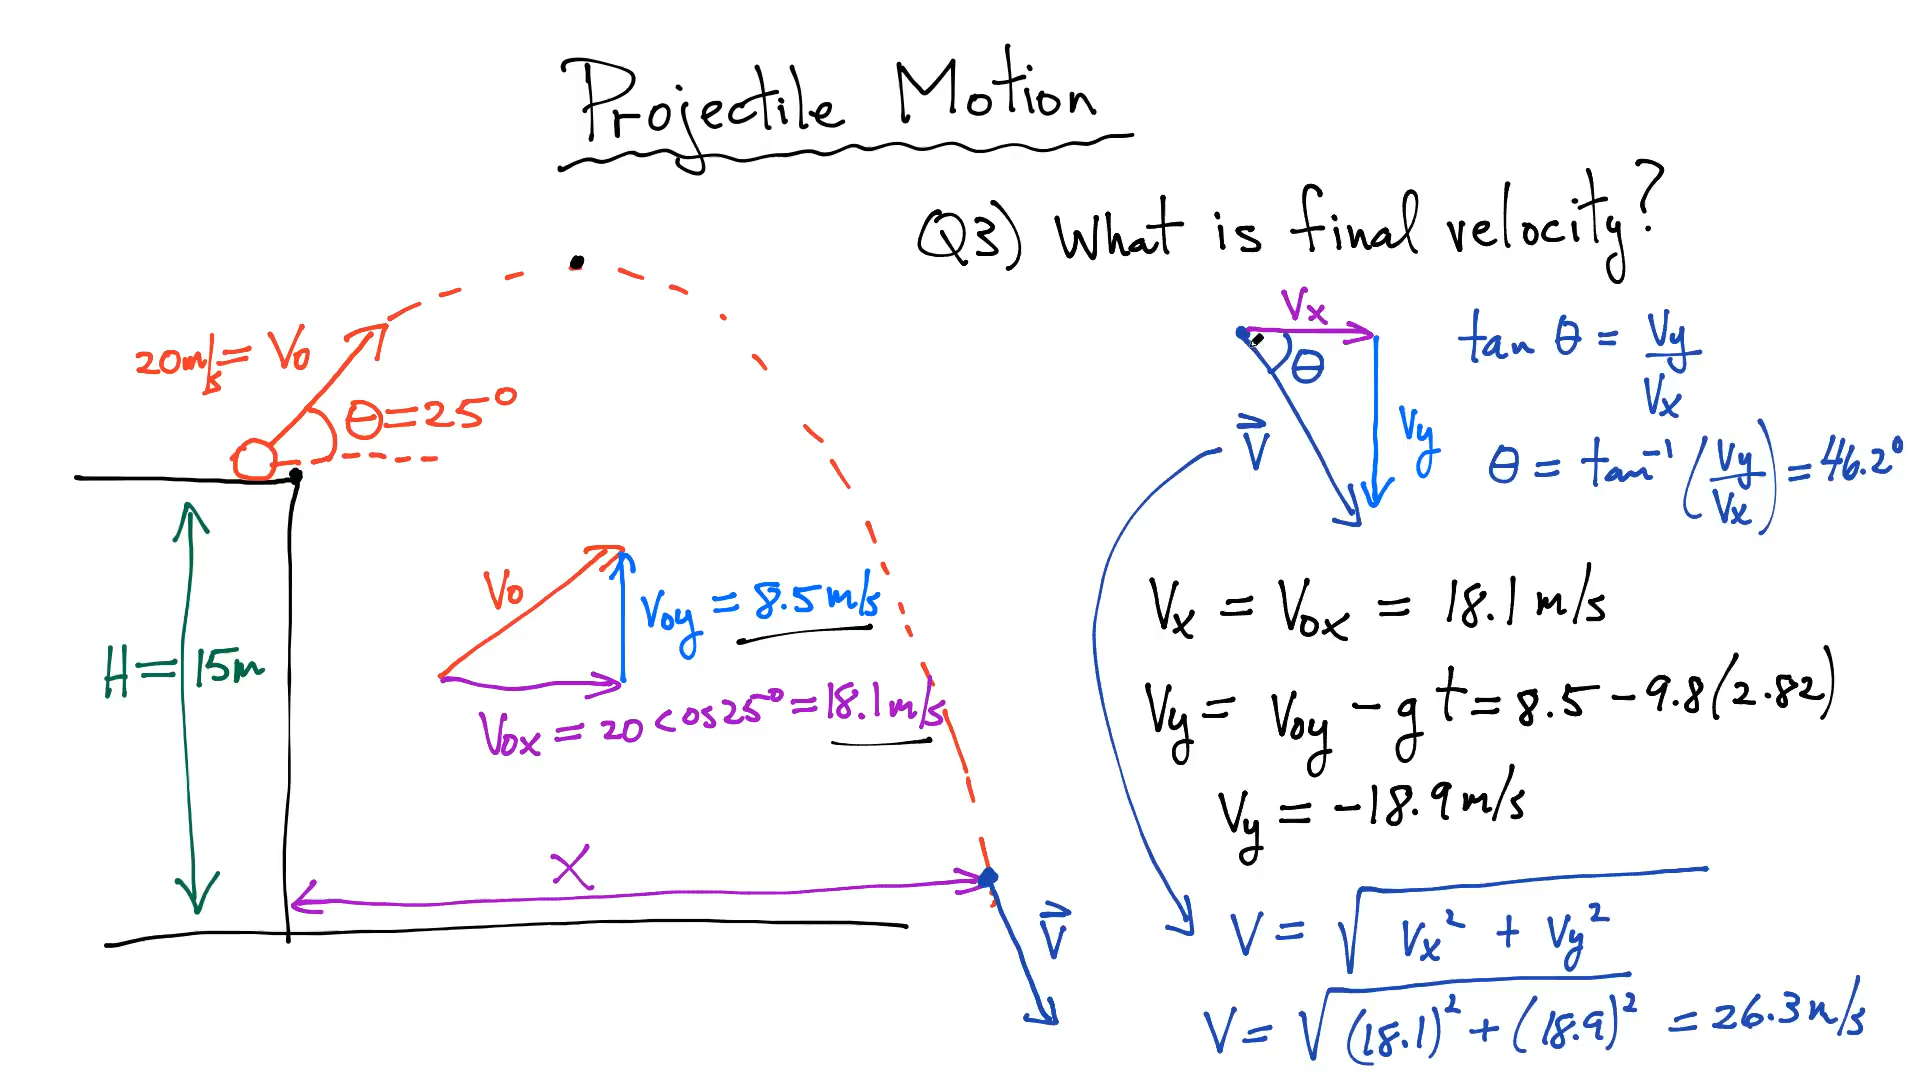 Projectile Motion
Q3) What is final velocity?
20m/s = V₀
θ = 25°
H = 15m
V₀
V₀y = 8.5 m/s
V₀x = 20 cos25° = 18.1 m/s
X
V⃗
Vx
θ
Vy
V⃗
tan θ = Vy/Vx
θ = tan⁻¹ (Vy/Vx) = 46.2°
Vx = V₀x = 18.1 m/s
Vy = V₀y - gt = 8.5 - 9.8(2.82)
Vy = -18.9 m/s
V = √(Vx² + Vy²)
V = √((18.1)² + (18.9)²) = 26.3 m/s